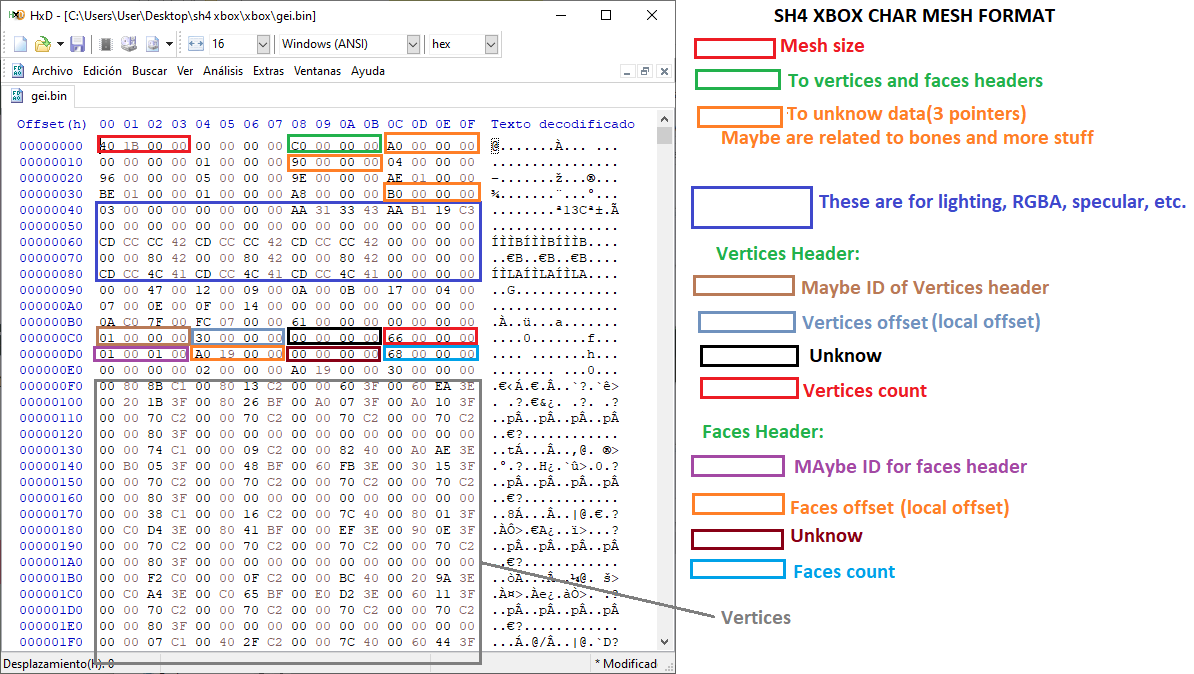 HxD - [C:\Users\User\Desktop\sh4 xbox\xbox\gei.bin]
16 Windows (ANSI) hex
Archivo Edición Buscar Ver Análisis Extras Ventanas Ayuda
gei.bin
Offset(h) 00 01 02 03 04 05 06 07 08 09 0A 0B 0C 0D 0E 0F Texto decodificado
00000000 40 1B 00 00 00 00 00 00 C0 00 00 00 A0 00 00 00 @.......À... ...
00000010 00 00 00 00 01 00 00 00 90 00 00 00 04 00 00 00 ................
00000020 96 00 00 00 05 00 00 00 9E 00 00 00 AE 01 00 00 –.......ž...®...
00000030 BE 01 00 00 01 00 00 00 A8 00 00 00 B0 00 00 00 ¾.......¨...°...
00000040 03 00 00 00 00 00 00 00 AA 31 33 43 AA B1 19 C3 ........ª13Cª±.Ã
00000050 00 00 00 00 00 00 00 00 00 00 00 00 00 00 00 00 ................
00000060 CD CC CC 42 CD CC CC 42 CD CC CC 42 00 00 00 00 ÍÌÌBÍÌÌBÍÌÌB....
00000070 00 00 80 42 00 00 80 42 00 00 80 42 00 00 00 00 ..€B..€B..€B....
00000080 CD CC 4C 41 CD CC 4C 41 CD CC 4C 41 00 00 00 00 ÍÌLAÍÌLAÍÌLA....
00000090 00 00 47 00 12 00 09 00 0A 00 0B 00 17 00 04 00 ..G.............
000000A0 07 00 0E 00 0F 00 14 00 00 00 00 00 00 00 00 00 ................
000000B0 0A C0 7F 00 FC 07 00 00 61 00 00 00 00 00 00 00 .À..ü...a.......
000000C0 01 00 00 00 30 00 00 00 00 00 00 00 66 00 00 00 ....0.......f...
000000D0 01 00 01 00 A0 19 00 00 00 00 00 00 68 00 00 00 .... .......h...
000000E0 00 00 00 00 02 00 00 00 A0 19 00 00 30 00 00 00 ........ ...0...
000000F0 00 80 8B C1 00 80 13 C2 00 00 60 3F 00 60 EA 3E .€‹Á.€.Â..`?.`ê>
00000100 00 20 1B 3F 00 80 26 BF 00 A0 07 3F 00 A0 10 3F . .?.€&¿. .?. .?
00000110 00 00 70 C2 00 00 70 C2 00 00 70 C2 00 00 70 C2 ..pÂ..pÂ..pÂ..pÂ
00000120 00 00 80 3F 00 00 00 00 00 00 00 00 00 00 00 00 ..€?............
00000130 00 00 74 C1 00 00 09 C2 00 00 82 40 00 A0 AE 3E ..tÁ...Â..‚@. ®>
00000140 00 B0 05 3F 00 00 48 BF 00 60 FB 3E 00 30 15 3F .°.?..H¿.`û>.0.?
00000150 00 00 70 C2 00 00 70 C2 00 00 70 C2 00 00 70 C2 ..pÂ..pÂ..pÂ..pÂ
00000160 00 00 80 3F 00 00 00 00 00 00 00 00 00 00 00 00 ..€?............
00000170 00 00 38 C1 00 00 16 C2 00 00 7C 40 00 80 01 3F ..8Á...Â..|@.€.?
00000180 00 C0 D4 3E 00 80 41 BF 00 00 EF 3E 00 90 0E 3F .ÀÔ>.€A¿..ï>...?
00000190 00 00 70 C2 00 00 70 C2 00 00 70 C2 00 00 70 C2 ..pÂ..pÂ..pÂ..pÂ
000001A0 00 00 80 3F 00 00 00 00 00 00 00 00 00 00 00 00 ..€?............
000001B0 00 00 F2 C0 00 00 0F C2 00 00 BC 40 00 20 9A 3E ..òÀ...Â..¼@. š>
000001C0 00 C0 A4 3E 00 C0 65 BF 00 E0 D2 3E 00 60 11 3F .À¤>.Àe¿.àÒ>.`.?
000001D0 00 00 70 C2 00 00 70 C2 00 00 70 C2 00 00 70 C2 ..pÂ..pÂ..pÂ..pÂ
000001E0 00 00 80 3F 00 00 00 00 00 00 00 00 00 00 00 00 ..€?............
000001F0 00 00 07 C1 00 40 2F C2 00 00 7C 40 00 60 44 3F ...Á.@/Â..|@.`D?
Desplazamiento(h): 0 * Modificad
SH4 XBOX CHAR MESH FORMAT
Mesh size
To vertices and faces headers
To unknow data(3 pointers)
Maybe are related to bones and more stuff
These are for lighting, RGBA, specular, etc.
Vertices Header:
Maybe ID of Vertices header
Vertices offset (local offset)
Unknow
Vertices count
Faces Header:
MAybe ID for faces header
Faces offset (local offset)
Unknow
Faces count
Vertices